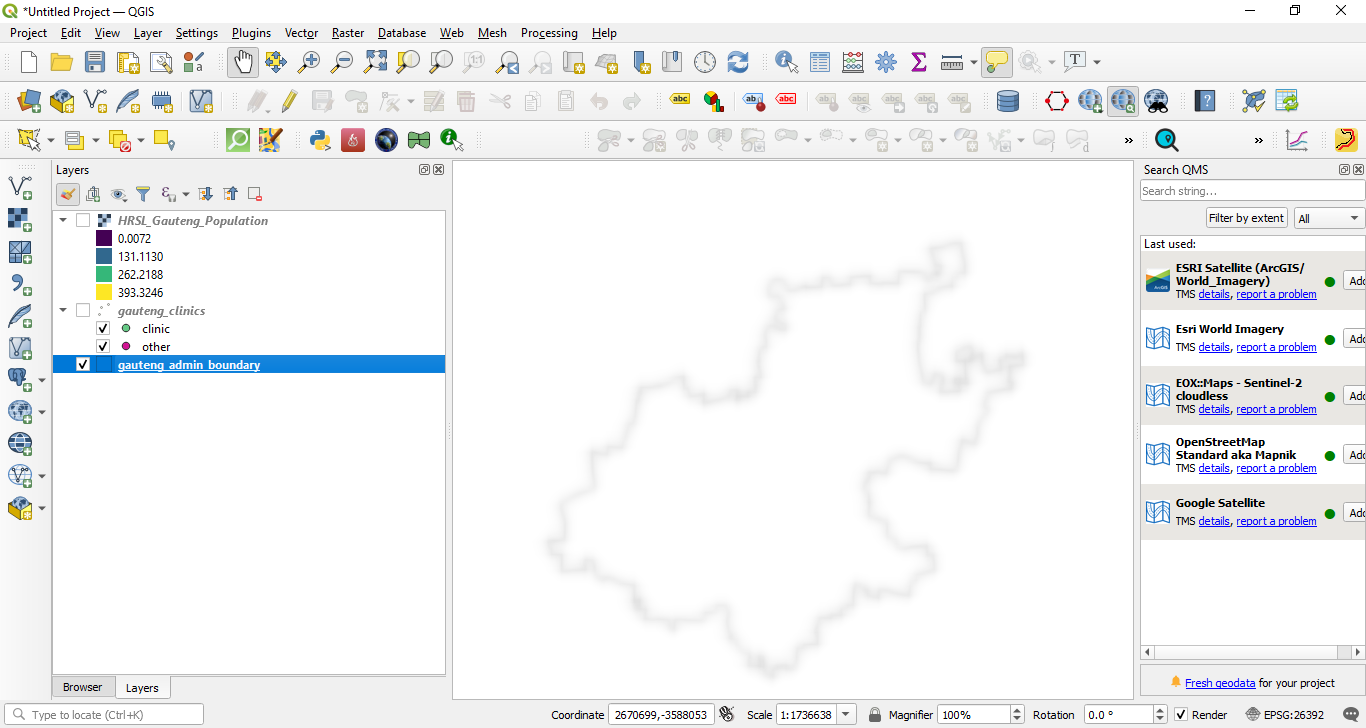 *Untitled Project — QGIS
Project Edit View Layer Settings Plugins Vector Raster Database Web Mesh Processing Help
abc abc abc
Layers
HRSL_Gauteng_Population
0.0072
131.1130
262.2188
393.3246
gauteng_clinics
clinic
other
gauteng_admin_boundary
Browser Layers
Search QMS
Search string...
Filter by extent All
Last used:
ESRI Satellite (ArcGIS/
World_Imagery)
TMS details, report a problem
Add
Esri World Imagery
TMS details, report a problem
EOX::Maps - Sentinel-2
cloudless
TMS details, report a problem
OpenStreetMap
Standard aka Mapnik
TMS details, report a problem
Google Satellite
TMS details, report a problem
Fresh geodata for your project
Type to locate (Ctrl+K) Coordinate 2670699,-3588053 Scale 1:1736638 Magnifier 100% Rotation 0.0 ° Render EPSG:26392